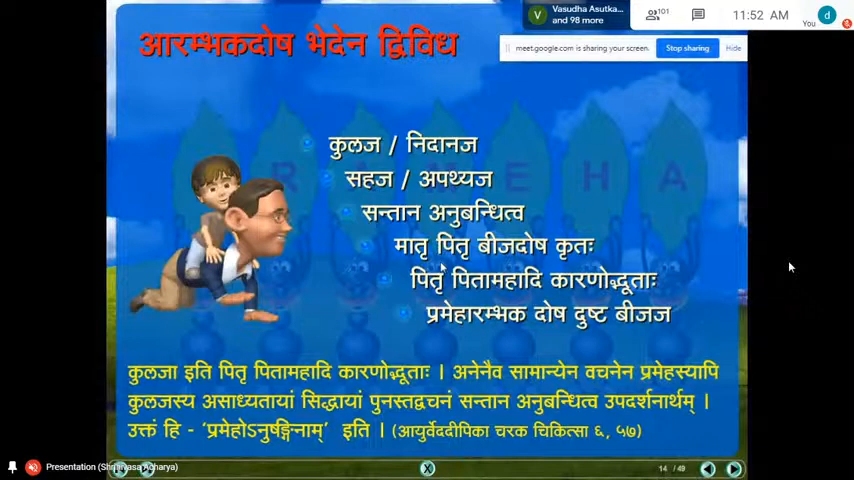 Vasudha Asutka...
and 98 more
101
11:52 AM
V
d
You
आरम्भकदोष भेदेन द्विविध
meet.google.com is sharing your screen.
Stop sharing
Hide
कुलज / निदानज
सहज / अपथ्यज
सन्तान अनुबन्धित्व
मातृ पितृ बीजदोष कृतः
पितृ पितामहादि कारणोद्भूताः
प्रमेहारम्भक दोष दुष्ट बीजज
कुलजा इति पितृ पितामहादि कारणोद्भूताः । अनेनैव सामान्येन वचनेन प्रमेहस्यापि
कुलजस्य असाध्यतायां सिद्धायां पुनस्तद्वचनं सन्तान अनुबन्धित्व उपदर्शनार्थम् ।
उक्तं हि - ‘प्रमेहोऽनुषङ्गिनाम्’ इति । (आयुर्वेददीपिका चरक चिकित्सा ६, ५७)
Presentation (Shrinivasa Acharya)
14 / 49